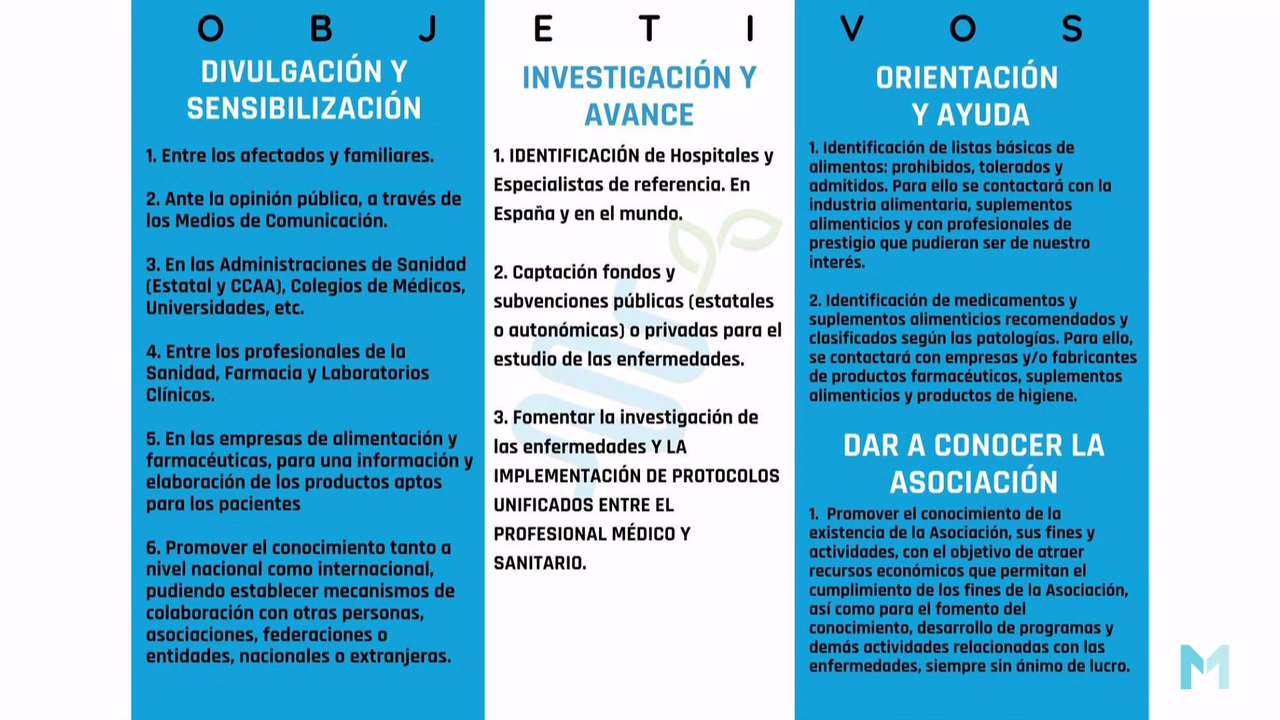 OBJETIVOS
DIVULGACIÓN Y
SENSIBILIZACIÓN
1. Entre los afectados y familiares.
2. Ante la opinión pública, a través de
los Medios de Comunicación.
3. En las Administraciones de Sanidad
(Estatal y CCAA), Colegios de Médicos,
Universidades, etc.
4. Entre los profesionales de la
Sanidad, Farmacia y Laboratorios
Clínicos.
5. En las empresas de alimentación y
farmacéuticas, para una información y
elaboración de los productos aptos
para los pacientes
6. Promover el conocimiento tanto a
nivel nacional como internacional,
pudiendo establecer mecanismos de
colaboración con otras personas,
asociaciones, federaciones o
entidades, nacionales o extranjeras.
INVESTIGACIÓN Y
AVANCE
1. IDENTIFICACIÓN de Hospitales y
Especialistas de referencia. En
España y en el mundo.
2. Captación fondos y
subvenciones públicas (estatales
o autonómicas) o privadas para el
estudio de las enfermedades.
3. Fomentar la investigación de
las enfermedades Y LA
IMPLEMENTACIÓN DE PROTOCOLOS
UNIFICADOS ENTRE EL
PROFESIONAL MÉDICO Y
SANITARIO.
ORIENTACIÓN
Y AYUDA
1. Identificación de listas básicas de
alimentos: prohibidos, tolerados y
admitidos. Para ello se contactará con la
industria alimentaria, suplementos
alimenticios y con profesionales de
prestigio que pudieran ser de nuestro
interés.
2. Identificación de medicamentos y
suplementos alimenticios recomendados y
clasificados según las patologías. Para ello,
se contactará con empresas y/o fabricantes
de productos farmacéuticos, suplementos
alimenticios y productos de higiene.
DAR A CONOCER LA
ASOCIACIÓN
1. Promover el conocimiento de la
existencia de la Asociación, sus fines y
actividades, con el objetivo de atraer
recursos económicos que permitan el
cumplimiento de los fines de la Asociación,
así como para el fomento del
conocimiento, desarrollo de programas y
demás actividades relacionadas con las
enfermedades, siempre sin ánimo de lucro.
M